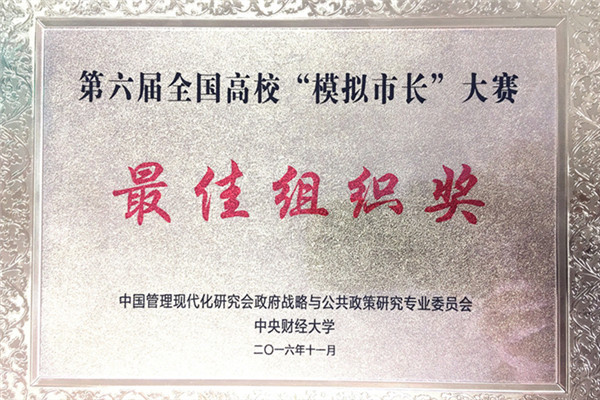 第六届全国高校“模拟市长”大赛
最佳组织奖
中国管理现代化研究会政府战略与公共政策研究专业委员会
中央财经大学
二〇一六年十一月